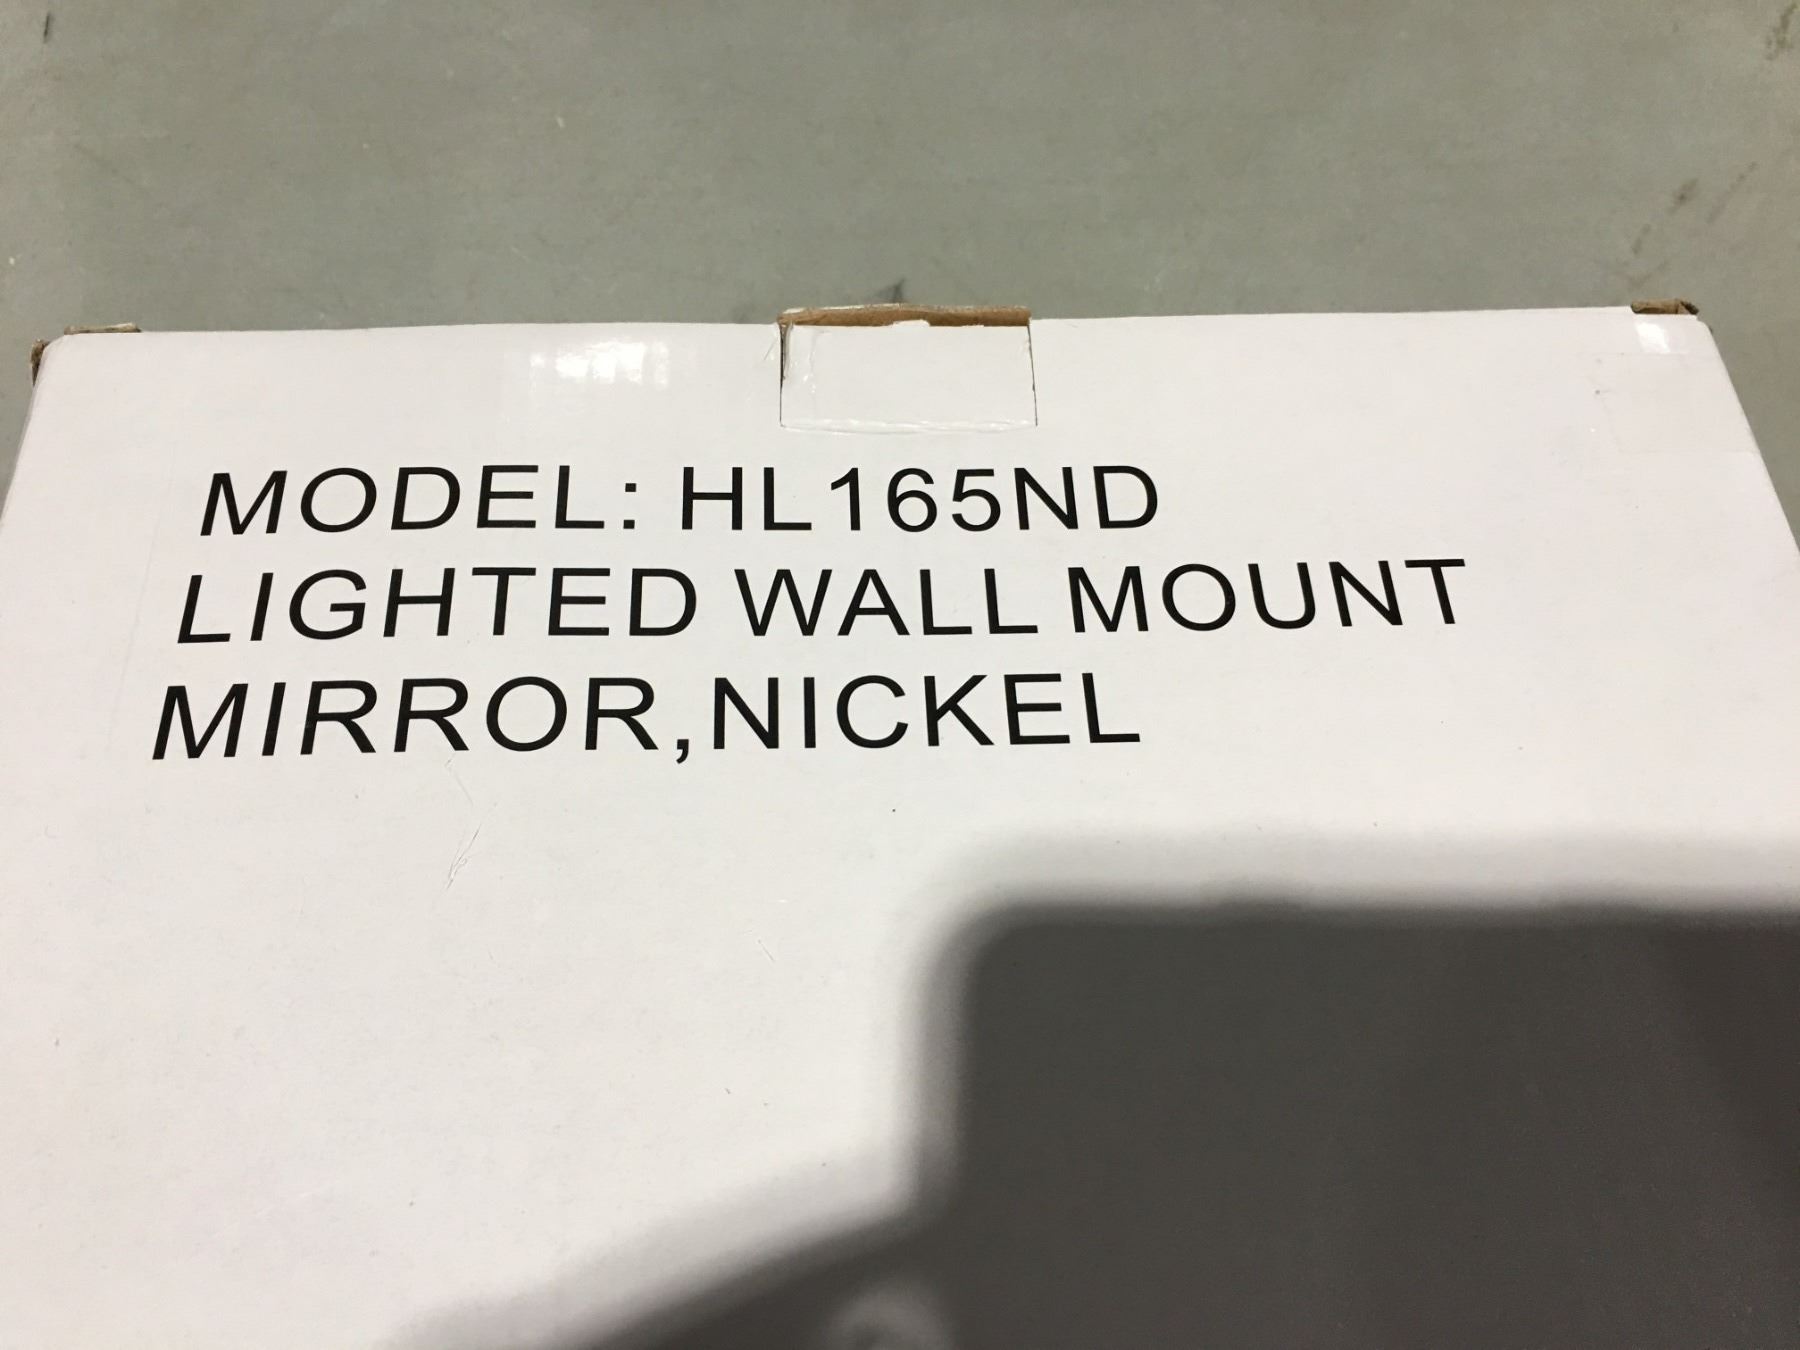 MODEL: HL165ND
LIGHTED WALL MOUNT
MIRROR,NICKEL